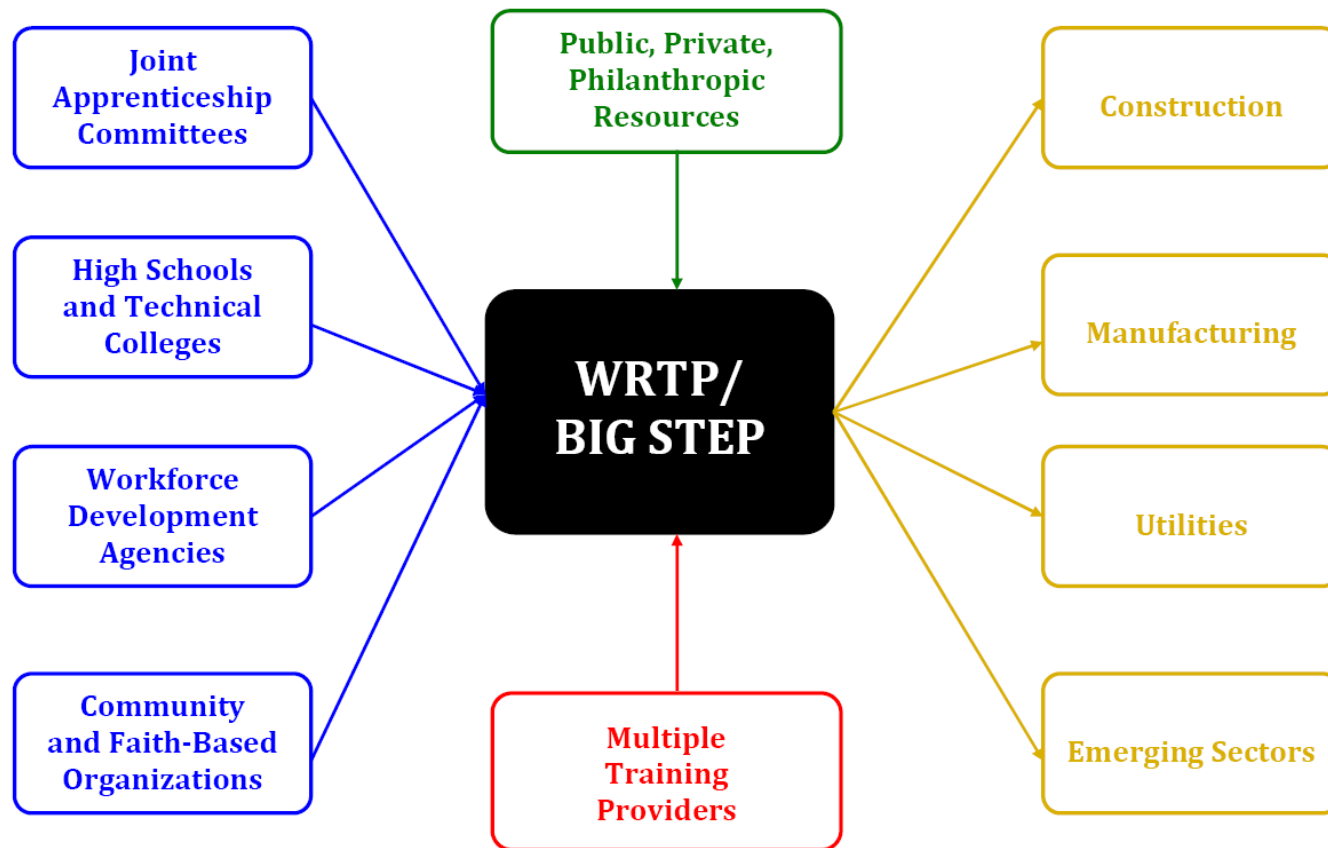 Joint
Apprenticeship
Committees
High Schools
and Technical
Colleges
Workforce
Development
Agencies
Community
and Faith-Based
Organizations
Public, Private,
Philanthropic
Resources
WRTP/
BIG STEP
Multiple
Training
Providers
Construction
Manufacturing
Utilities
Emerging Sectors